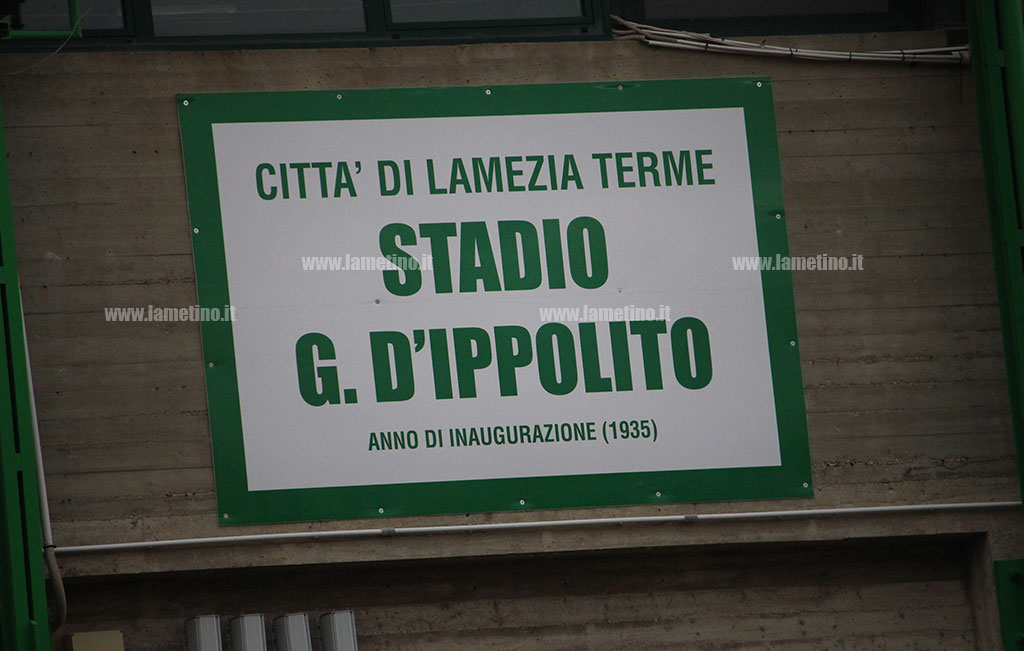 CITTA' DI LAMEZIA TERME
STADIO
www.lametino.it www.lametino.it
www.lametino.it www.lametino.it
G. D'IPPOLITO
ANNO DI INAUGURAZIONE (1935)